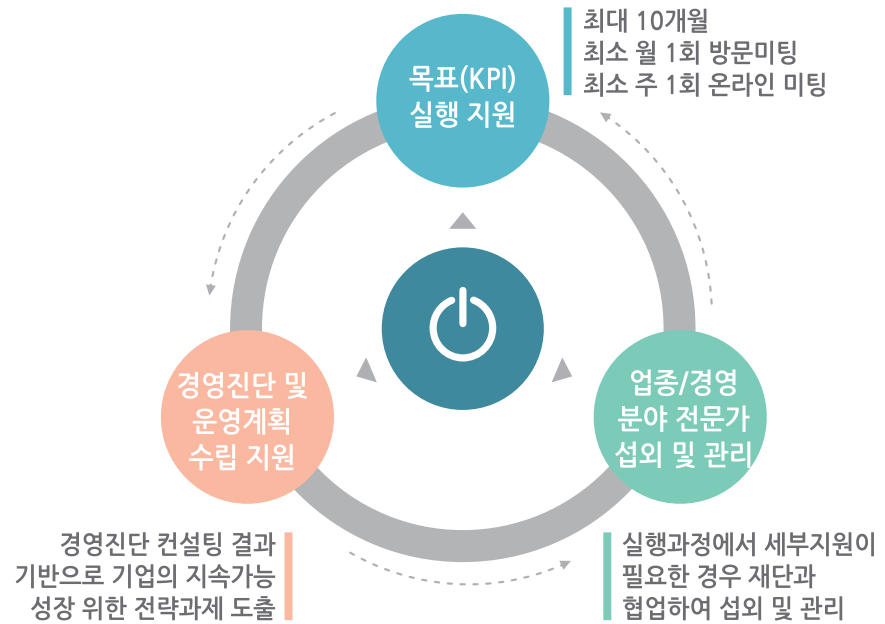 목표(KPI)
실행 지원
최대 10개월
최소 월 1회 방문미팅
최소 주 1회 온라인 미팅
경영진단 및
운영계획
수립 지원
업종/경영
분야 전문가
섭외 및 관리
경영진단 컨설팅 결과
기반으로 기업의 지속가능
성장 위한 전략과제 도출
실행과정에서 세부지원이
필요한 경우 재단과
협업하여 섭외 및 관리